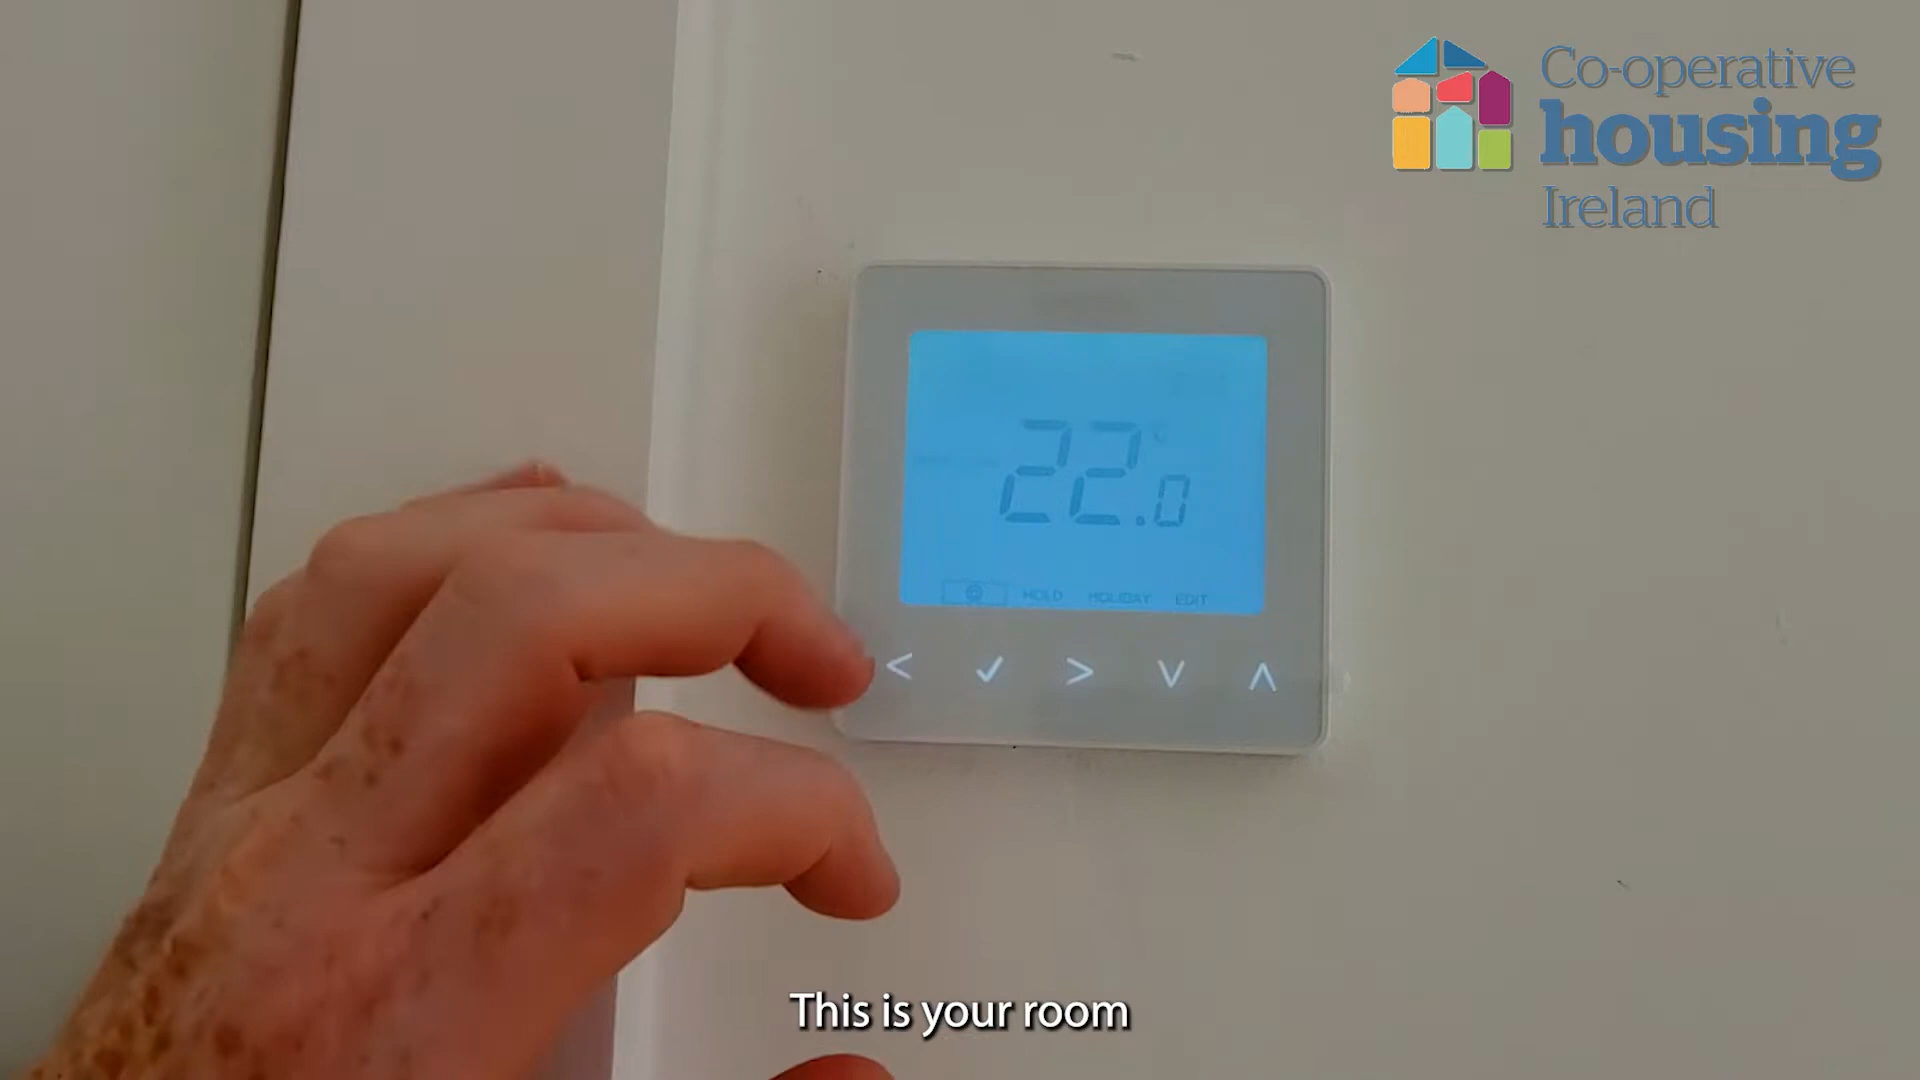 Co-operative
housing
Ireland
22.0
HOLD HOLIDAY EDIT
< ✓ > V Λ
This is your room